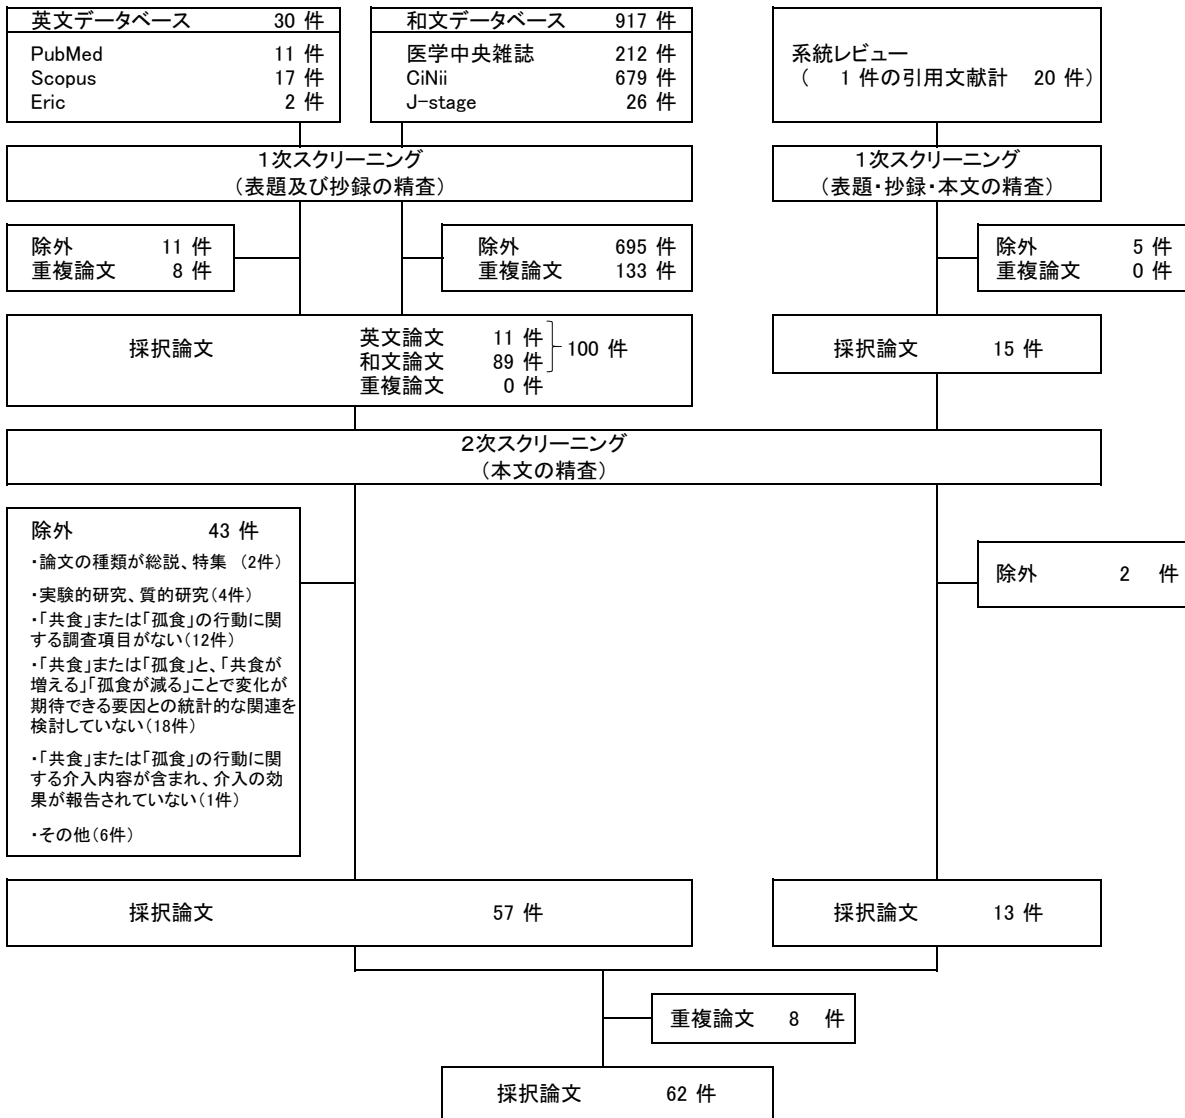 英文データベース 30 件
PubMed 11 件
Scopus 17 件
Eric 2 件
和文データベース 917 件
医学中央雑誌 212 件
CiNii 679 件
J-stage 26 件
系統レビュー
( 1 件の引用文献計 20 件)
1次スクリーニング
(表題及び抄録の精査)
1次スクリーニング
(表題・抄録・本文の精査)
除外 11 件
重複論文 8 件
除外 695 件
重複論文 133 件
除外 5 件
重複論文 0 件
採択論文
英文論文 11 件
和文論文 89 件
100 件
重複論文 0 件
採択論文 15 件
2次スクリーニング
(本文の精査)
除外 43 件
・論文の種類が総説、特集 (2件)
・実験的研究、質的研究(4件)
・「共食」または「孤食」の行動に関
する調査項目がない(12件)
・「共食」または「孤食」と、「共食が
増える」「孤食が減る」ことで変化が
期待できる要因との統計的な関連を
検討していない(18件)
・「共食」または「孤食」の行動に関
する介入内容が含まれ、介入の効
果が報告されていない(1件)
・その他(6件)
除外 2 件
採択論文 57 件
採択論文 13 件
重複論文 8 件
採択論文 62 件